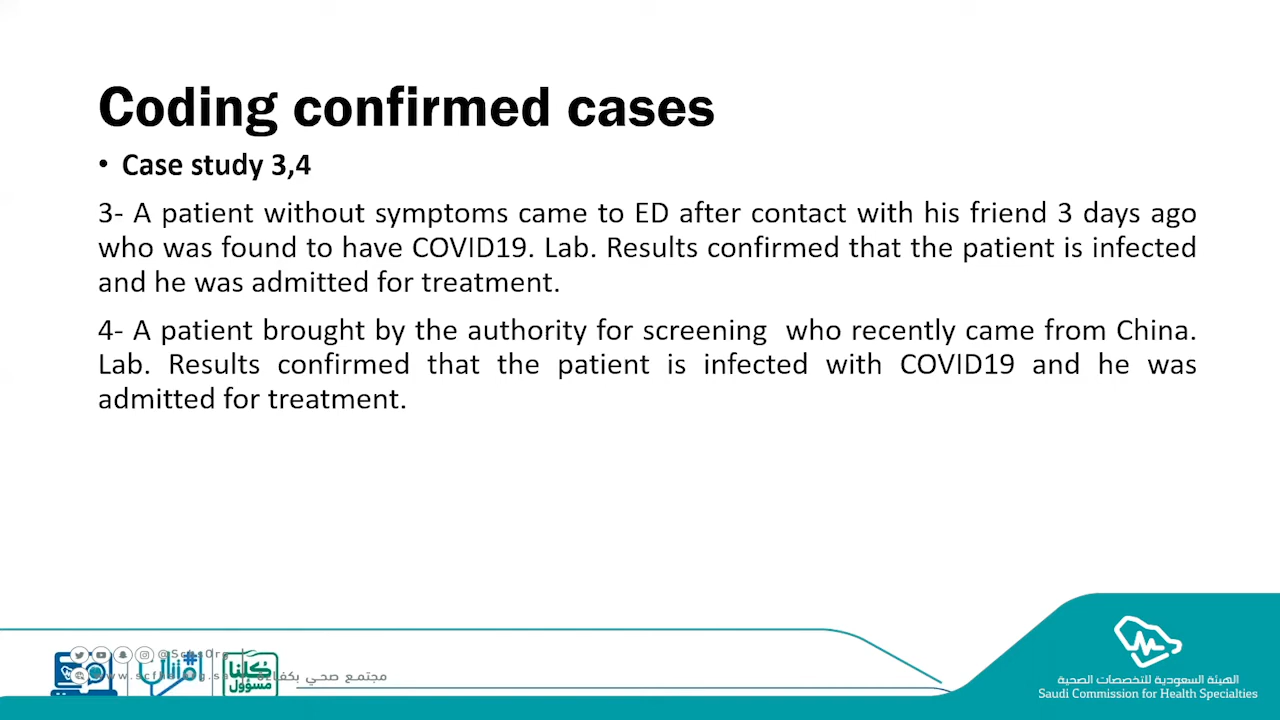 Coding confirmed cases
• Case study 3,4
3- A patient without symptoms came to ED after contact with his friend 3 days ago
who was found to have COVID19. Lab. Results confirmed that the patient is infected
and he was admitted for treatment.
4- A patient brought by the authority for screening who recently came from China.
Lab. Results confirmed that the patient is infected with COVID19 and he was
admitted for treatment.
كلنا
مسؤول
مجتمع صحي بكفاءة
الهيئة السعودية للتخصصات الصحية
Saudi Commission for Health Specialties